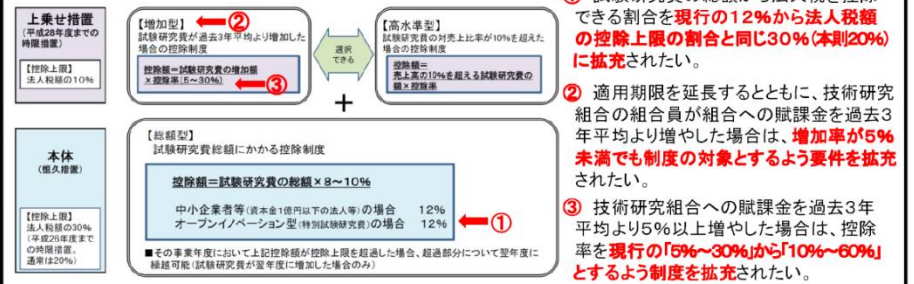 上乗せ措置
(平成28年度までの
時限措置)
【控除上限】
法人税額の10%
【増加型】
②
試験研究費が過去3年平均より増加した
場合の控除制度
控除額=試験研究費の増加額
×控除率(5~30%)
③
選択
できる
【高水準型】
試験研究費の対売上比率が10%を超えた
場合の控除制度
控除額=
売上高の10%を超える試験研究費の
額×控除率
+
本体
(恒久措置)
【控除上限】
法人税額の30%
(平成26年度まで
の時限措置。
通常は20%)
【総額型】
試験研究費総額にかかる控除制度
控除額=試験研究費の総額×8~10%
中小企業者等(資本金1億円以下の法人等)の場合 12%
オープンイノベーション型(特別試験研究費)の場合 12%
①
■その事業年度において上記控除額が控除上限を超過した場合、超過部分について翌年度に
繰越可能(試験研究費が翌年度に増加した場合のみ)
できる割合を現行の12%から法人税額
の控除上限の割合と同じ30%(本則20%)
に拡充されたい。
② 適用期限を延長するとともに、技術研究
組合の組合員が組合への賦課金を過去3
年平均より増やした場合は、増加率が5%
未満でも制度の対象とするよう要件を拡充
されたい。
③ 技術研究組合への賦課金を過去3年
平均より5%以上増やした場合は、控除
率を現行の「5%~30%」から「10%~60%」
とするよう制度を拡充されたい。